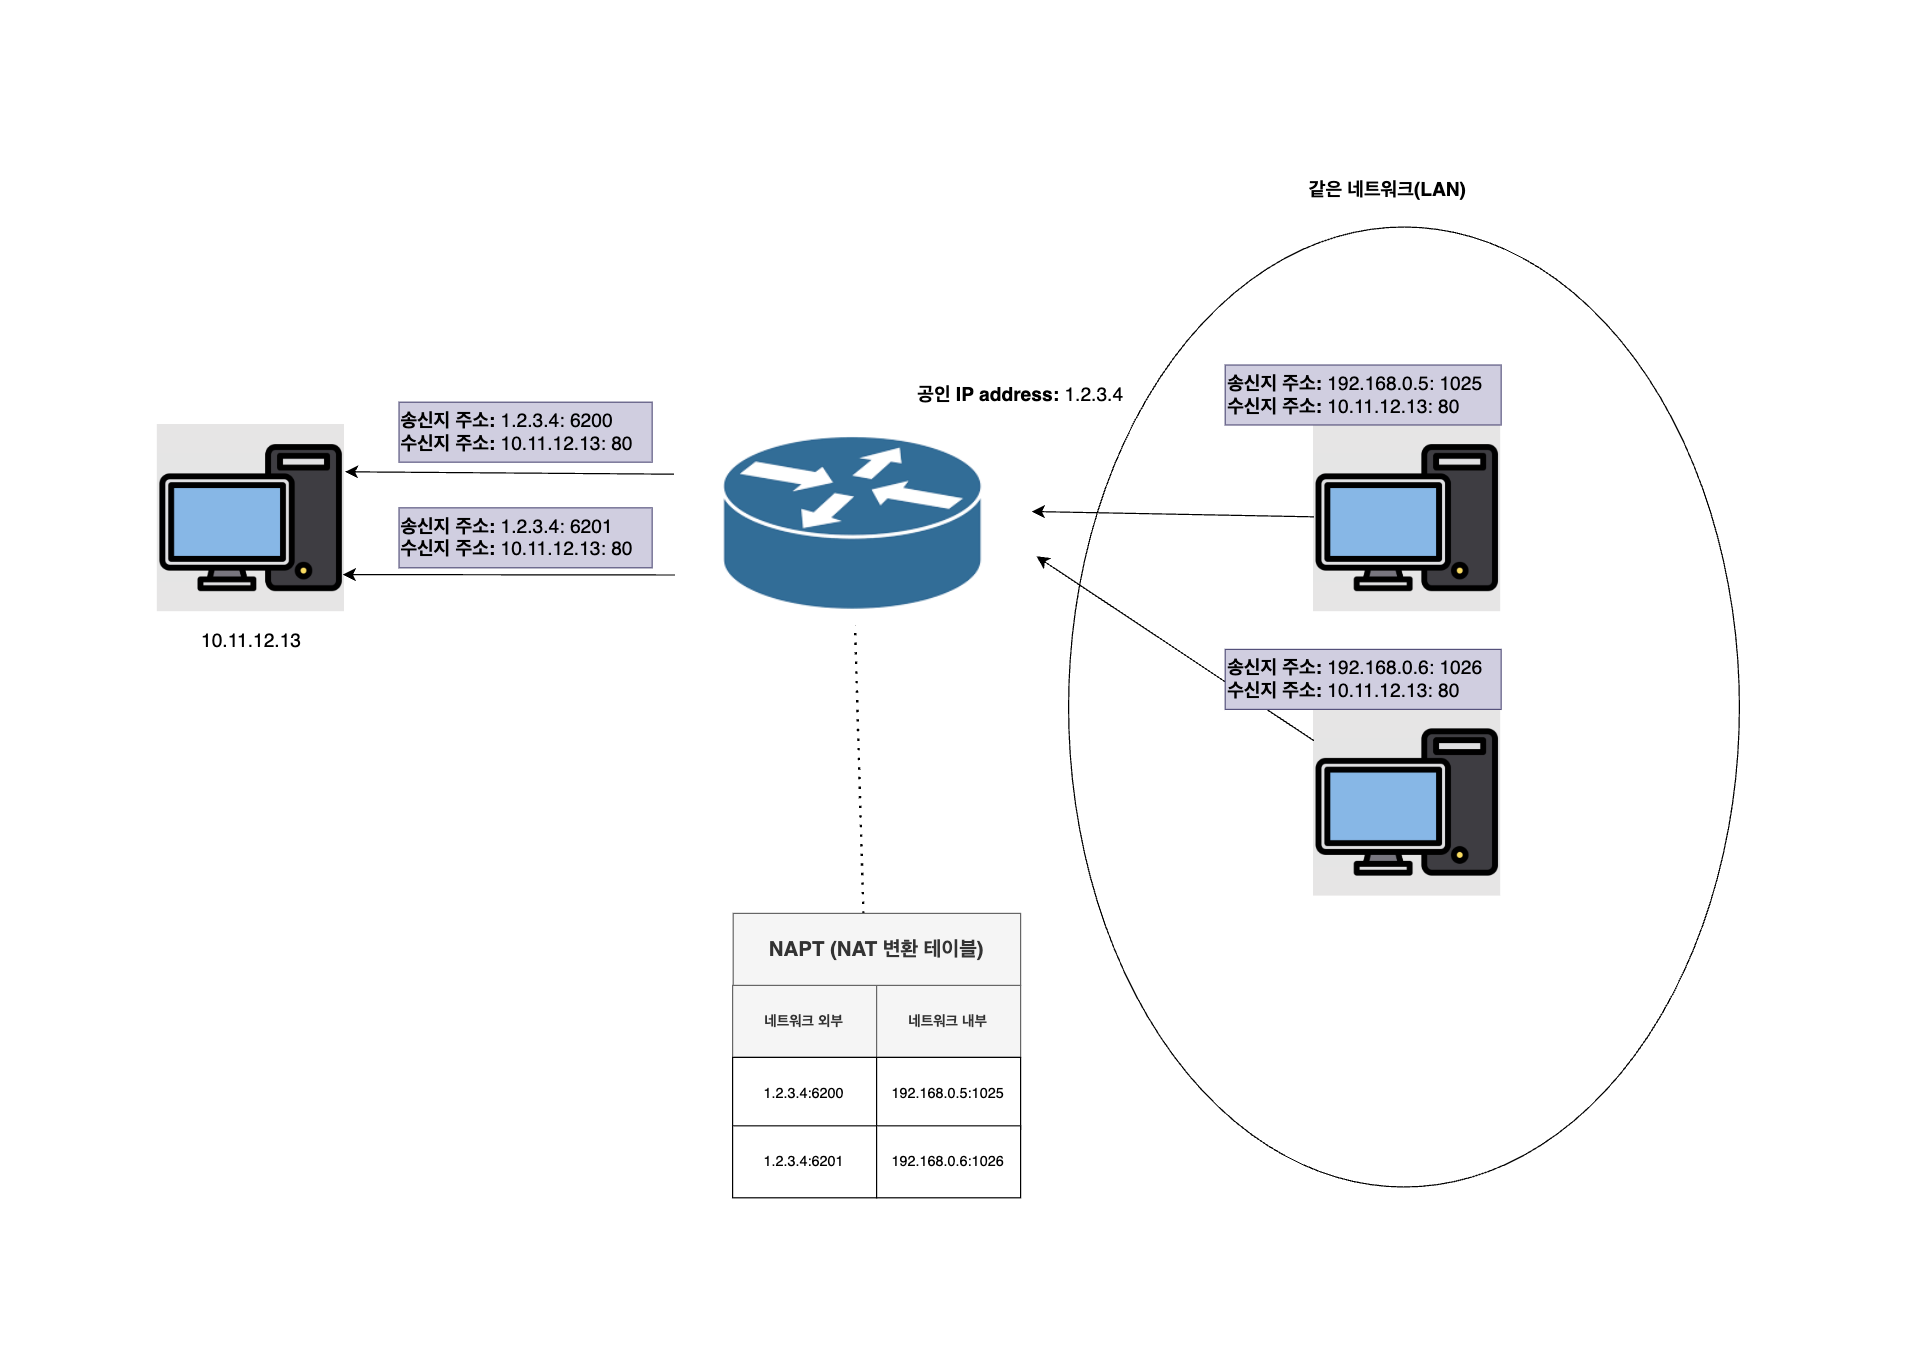 같은 네트워크(LAN)
공인 IP address: 1.2.3.4
송신지 주소: 192.168.0.5: 1025
수신지 주소: 10.11.12.13: 80
송신지 주소: 1.2.3.4: 6200
수신지 주소: 10.11.12.13: 80
송신지 주소: 1.2.3.4: 6201
수신지 주소: 10.11.12.13: 80
10.11.12.13
송신지 주소: 192.168.0.6: 1026
수신지 주소: 10.11.12.13: 80
NAPT (NAT 변환 테이블)
네트워크 외부 네트워크 내부
1.2.3.4:6200 192.168.0.5:1025
1.2.3.4:6201 192.168.0.6:1026